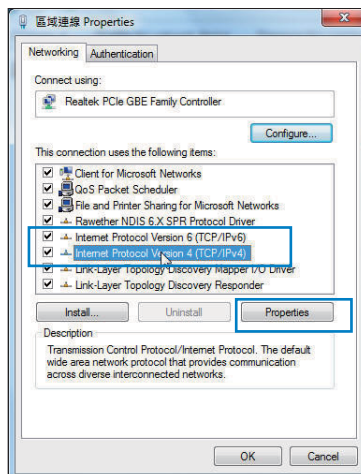 區域連線 Properties
Networking
Authentication
Connect using:
Realtek PCIe GBE Family Controller
Configure...
This connection uses the following items:
Client for Microsoft Networks
QoS Packet Scheduler
File and Printer Sharing for Microsoft Networks
Rawether NDIS 6.X SPR Protocol Driver
Internet Protocol Version 6 (TCP/IPv6)
Internet Protocol Version 4 (TCP/IPv4)
Link-Layer Topology Discovery Mapper I/O Driver
Link-Layer Topology Discovery Responder
Install...
Uninstall
Properties
Description
Transmission Control Protocol/Internet Protocol. The default
wide area network protocol that provides communication
across diverse interconnected networks.
OK
Cancel